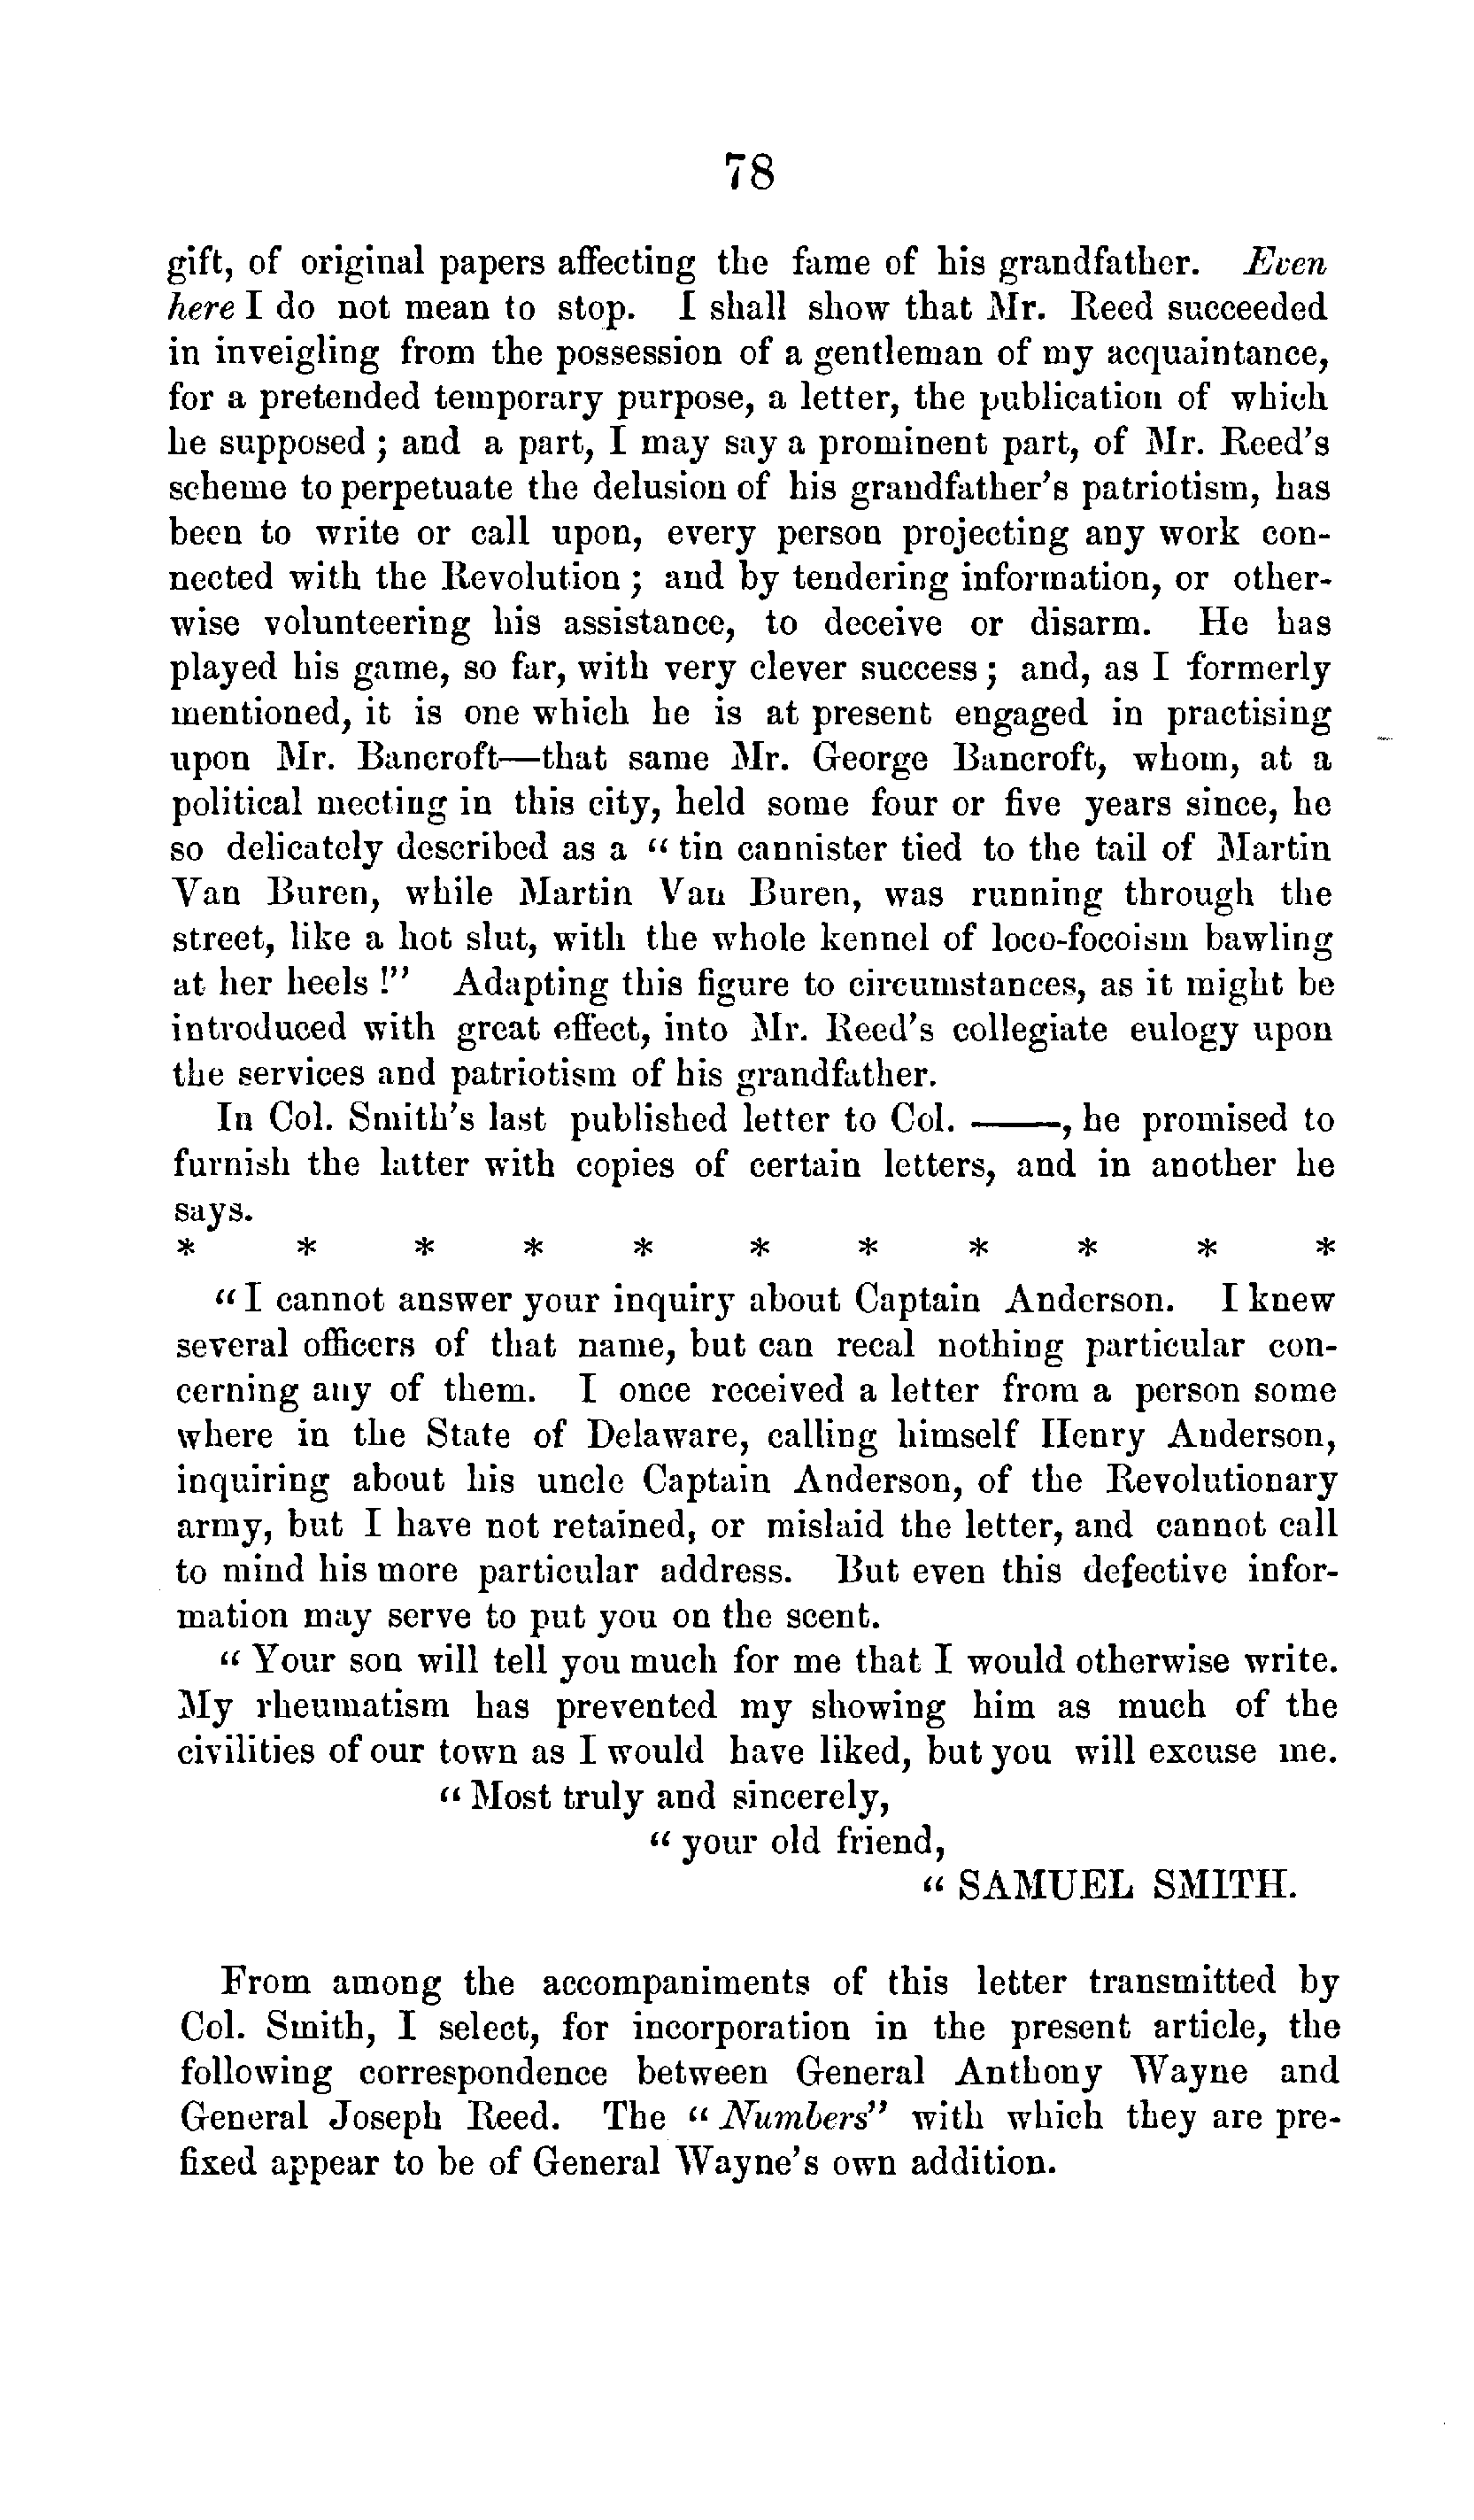 78
gift, of original papers affecting the fame of his grandfather. Even
here I do not mean to stop. I shall show that Mr. Reed succeeded
in inveigling from the possession of a gentleman of my acquaintance,
for a pretended temporary purpose, a letter, the publication of which
he supposed ; and a part, I may say a prominent part, of Mr. Reed's
scheme to perpetuate the delusion of his grandfather's patriotism, has
been to write or call upon, every person projecting any work con-
nected with the Revolution ; and by tendering information, or other-
wise volunteering his assistance, to deceive or disarm. He has
played his game, so far, with very clever success ; and, as I formerly
mentioned, it is one which he is at present engaged in practising
upon Mr. Bancroft—that same Mr. George Bancroft, whom, at a
political meeting in this city, held some four or five years since, he
so delicately described as a “ tin cannister tied to the tail of Martin
Van Buren, while Martin Van Buren, was running through the
street, like a hot slut, with the whole kennel of loco-focoism bawling
at her heels !” Adapting this figure to circumstances, as it might be
introduced with great effect, into Mr. Reed's collegiate eulogy upon
the services and patriotism of his grandfather.
In Col. Smith's last published letter to Col. ———, he promised to
furnish the latter with copies of certain letters, and in another he
says.
* * * * * * * * * * *
“ I cannot answer your inquiry about Captain Anderson. I knew
several officers of that name, but can recal nothing particular con-
cerning any of them. I once received a letter from a person some
where in the State of Delaware, calling himself Henry Anderson,
inquiring about his uncle Captain Anderson, of the Revolutionary
army, but I have not retained, or mislaid the letter, and cannot call
to mind his more particular address. But even this defective infor-
mation may serve to put you on the scent.
“ Your son will tell you much for me that I would otherwise write.
My rheumatism has prevented my showing him as much of the
civilities of our town as I would have liked, but you will excuse me.
“ Most truly and sincerely,
“ your old friend,
“ SAMUEL SMITH.
From among the accompaniments of this letter transmitted by
Col. Smith, I select, for incorporation in the present article, the
following correspondence between General Anthony Wayne and
General Joseph Reed. The “ Numbers” with which they are pre-
fixed appear to be of General Wayne's own addition.